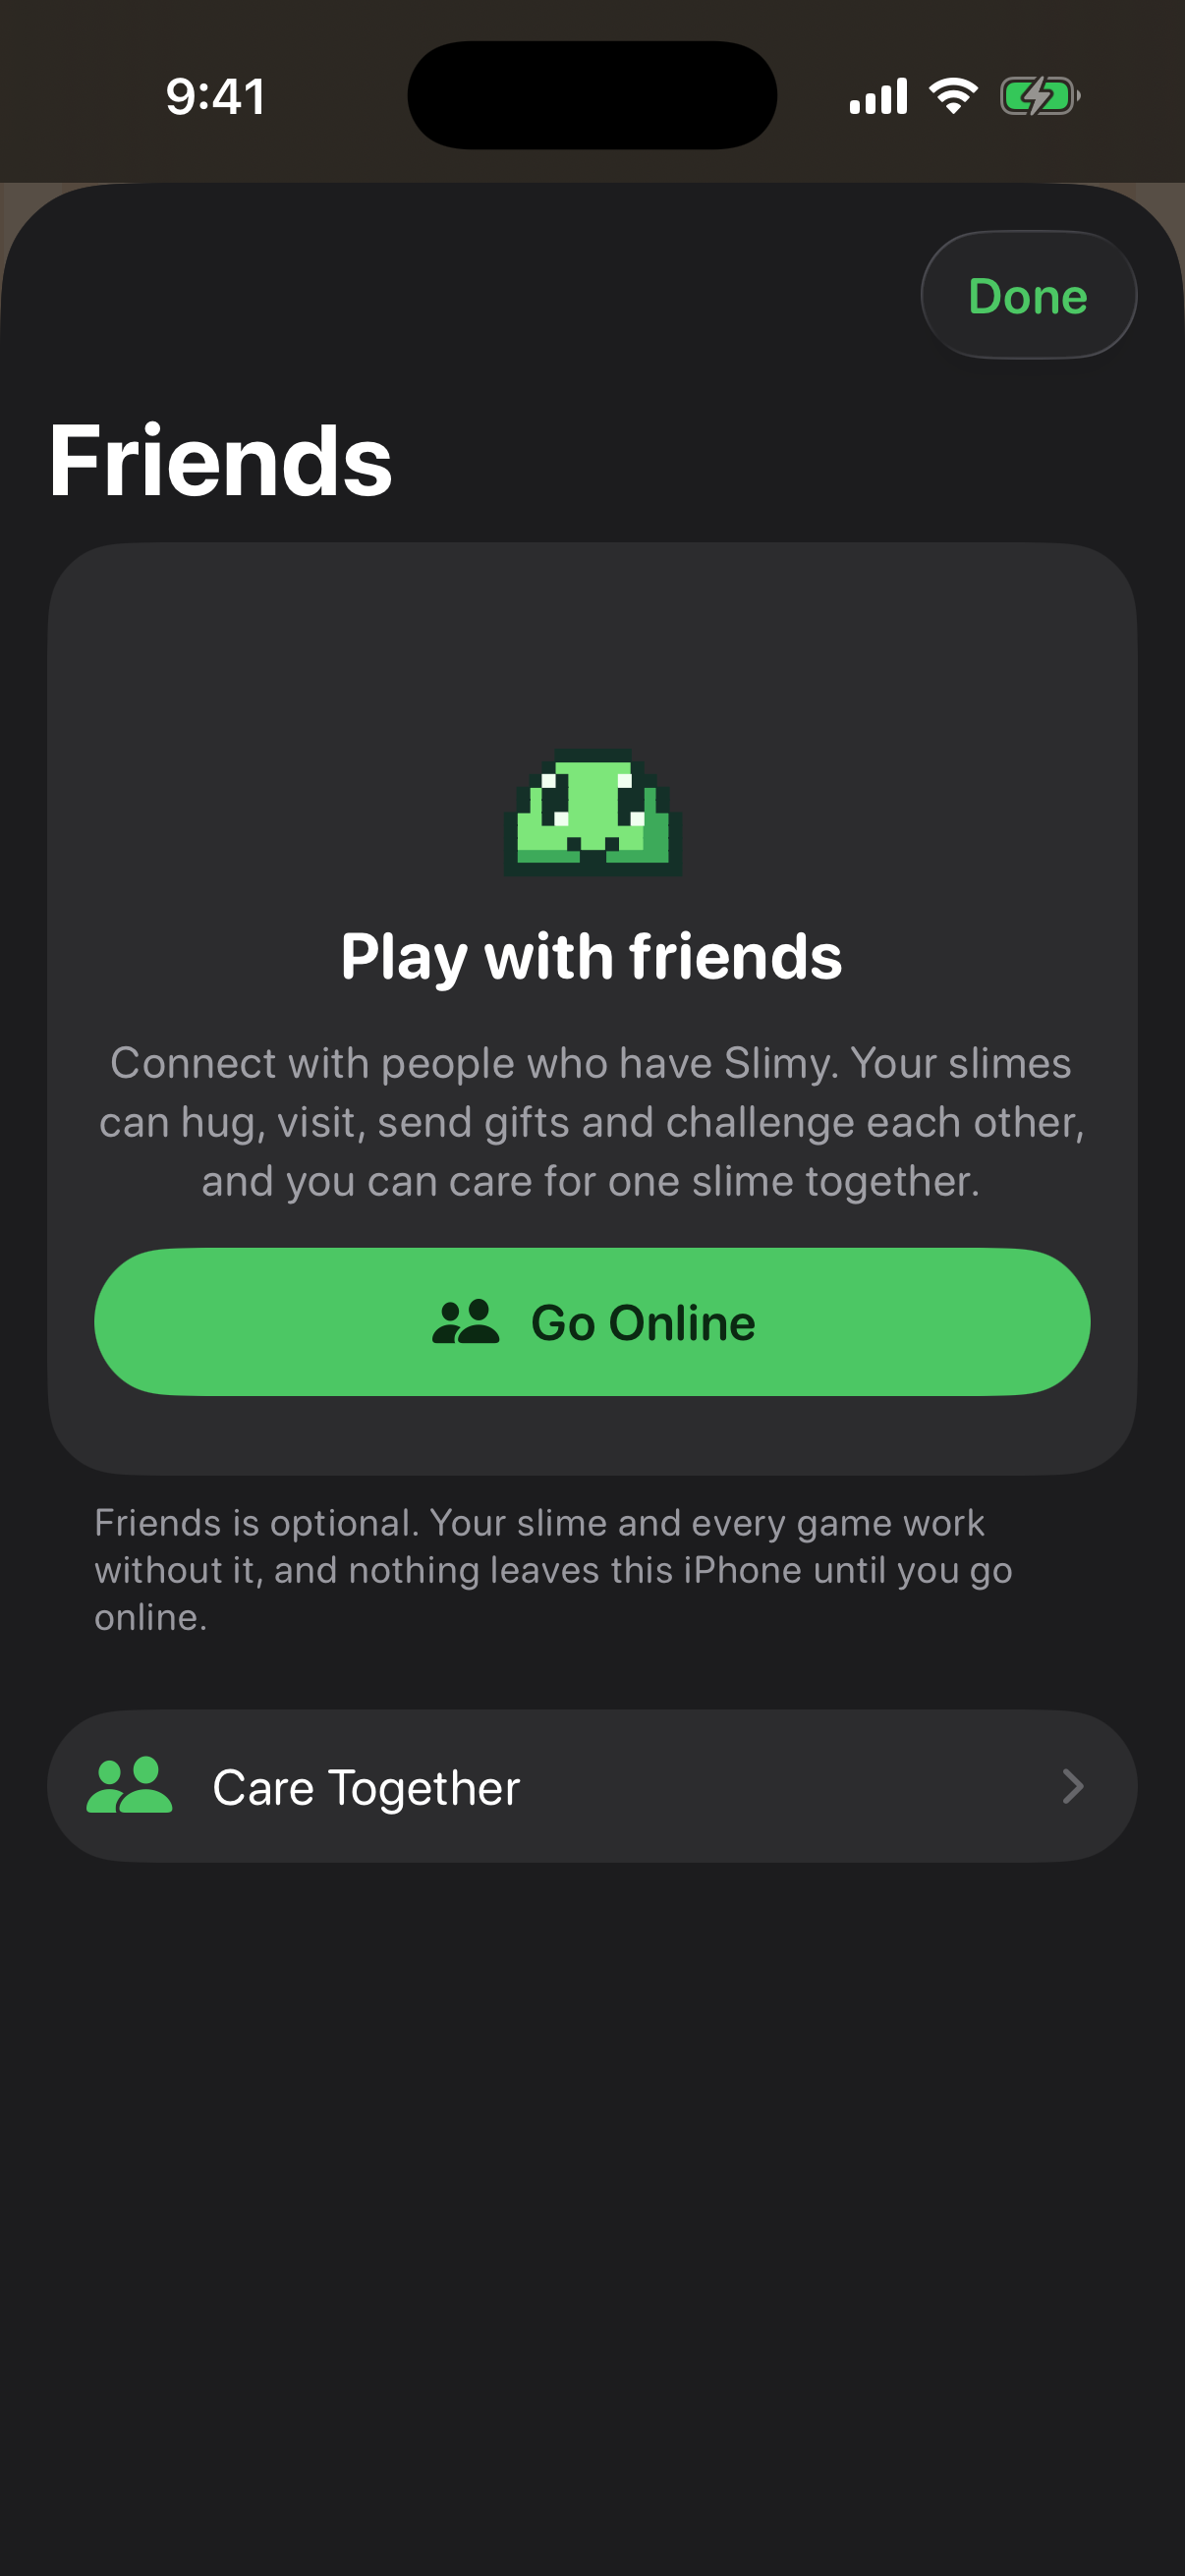 9:41
Done
Friends
Play with friends
Connect with people who have Slimy. Your slimes
can hug, visit, send gifts and challenge each other,
and you can care for one slime together.
Go Online
Friends is optional. Your slime and every game work
without it, and nothing leaves this iPhone until you go
online.
Care Together